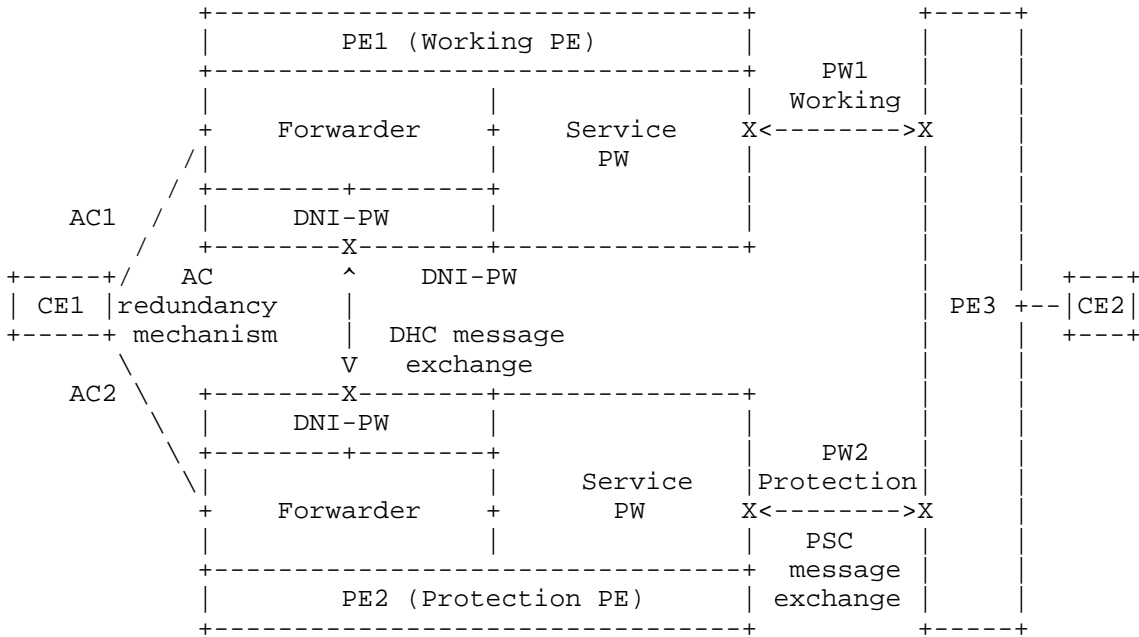 PE1 (Working PE)
PW1
Working
Forwarder Service
PW
X<-------->X
AC1 DNI-PW
X
AC ^ DNI-PW
CE1 redundancy PE3 CE2
mechanism DHC message
V exchange
AC2 X
DNI-PW
PW2
Service Protection
Forwarder PW X<-------->X
PSC
message
PE2 (Protection PE) exchange